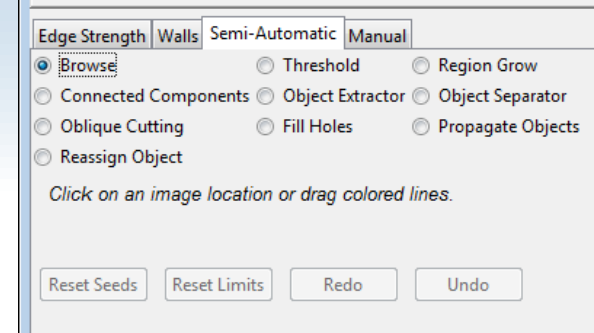 Edge Strength Walls Semi-Automatic Manual
Browse Threshold Region Grow
Connected Components Object Extractor Object Separator
Oblique Cutting Fill Holes Propagate Objects
Reassign Object
Click on an image location or drag colored lines.
Reset Seeds Reset Limits Redo Undo